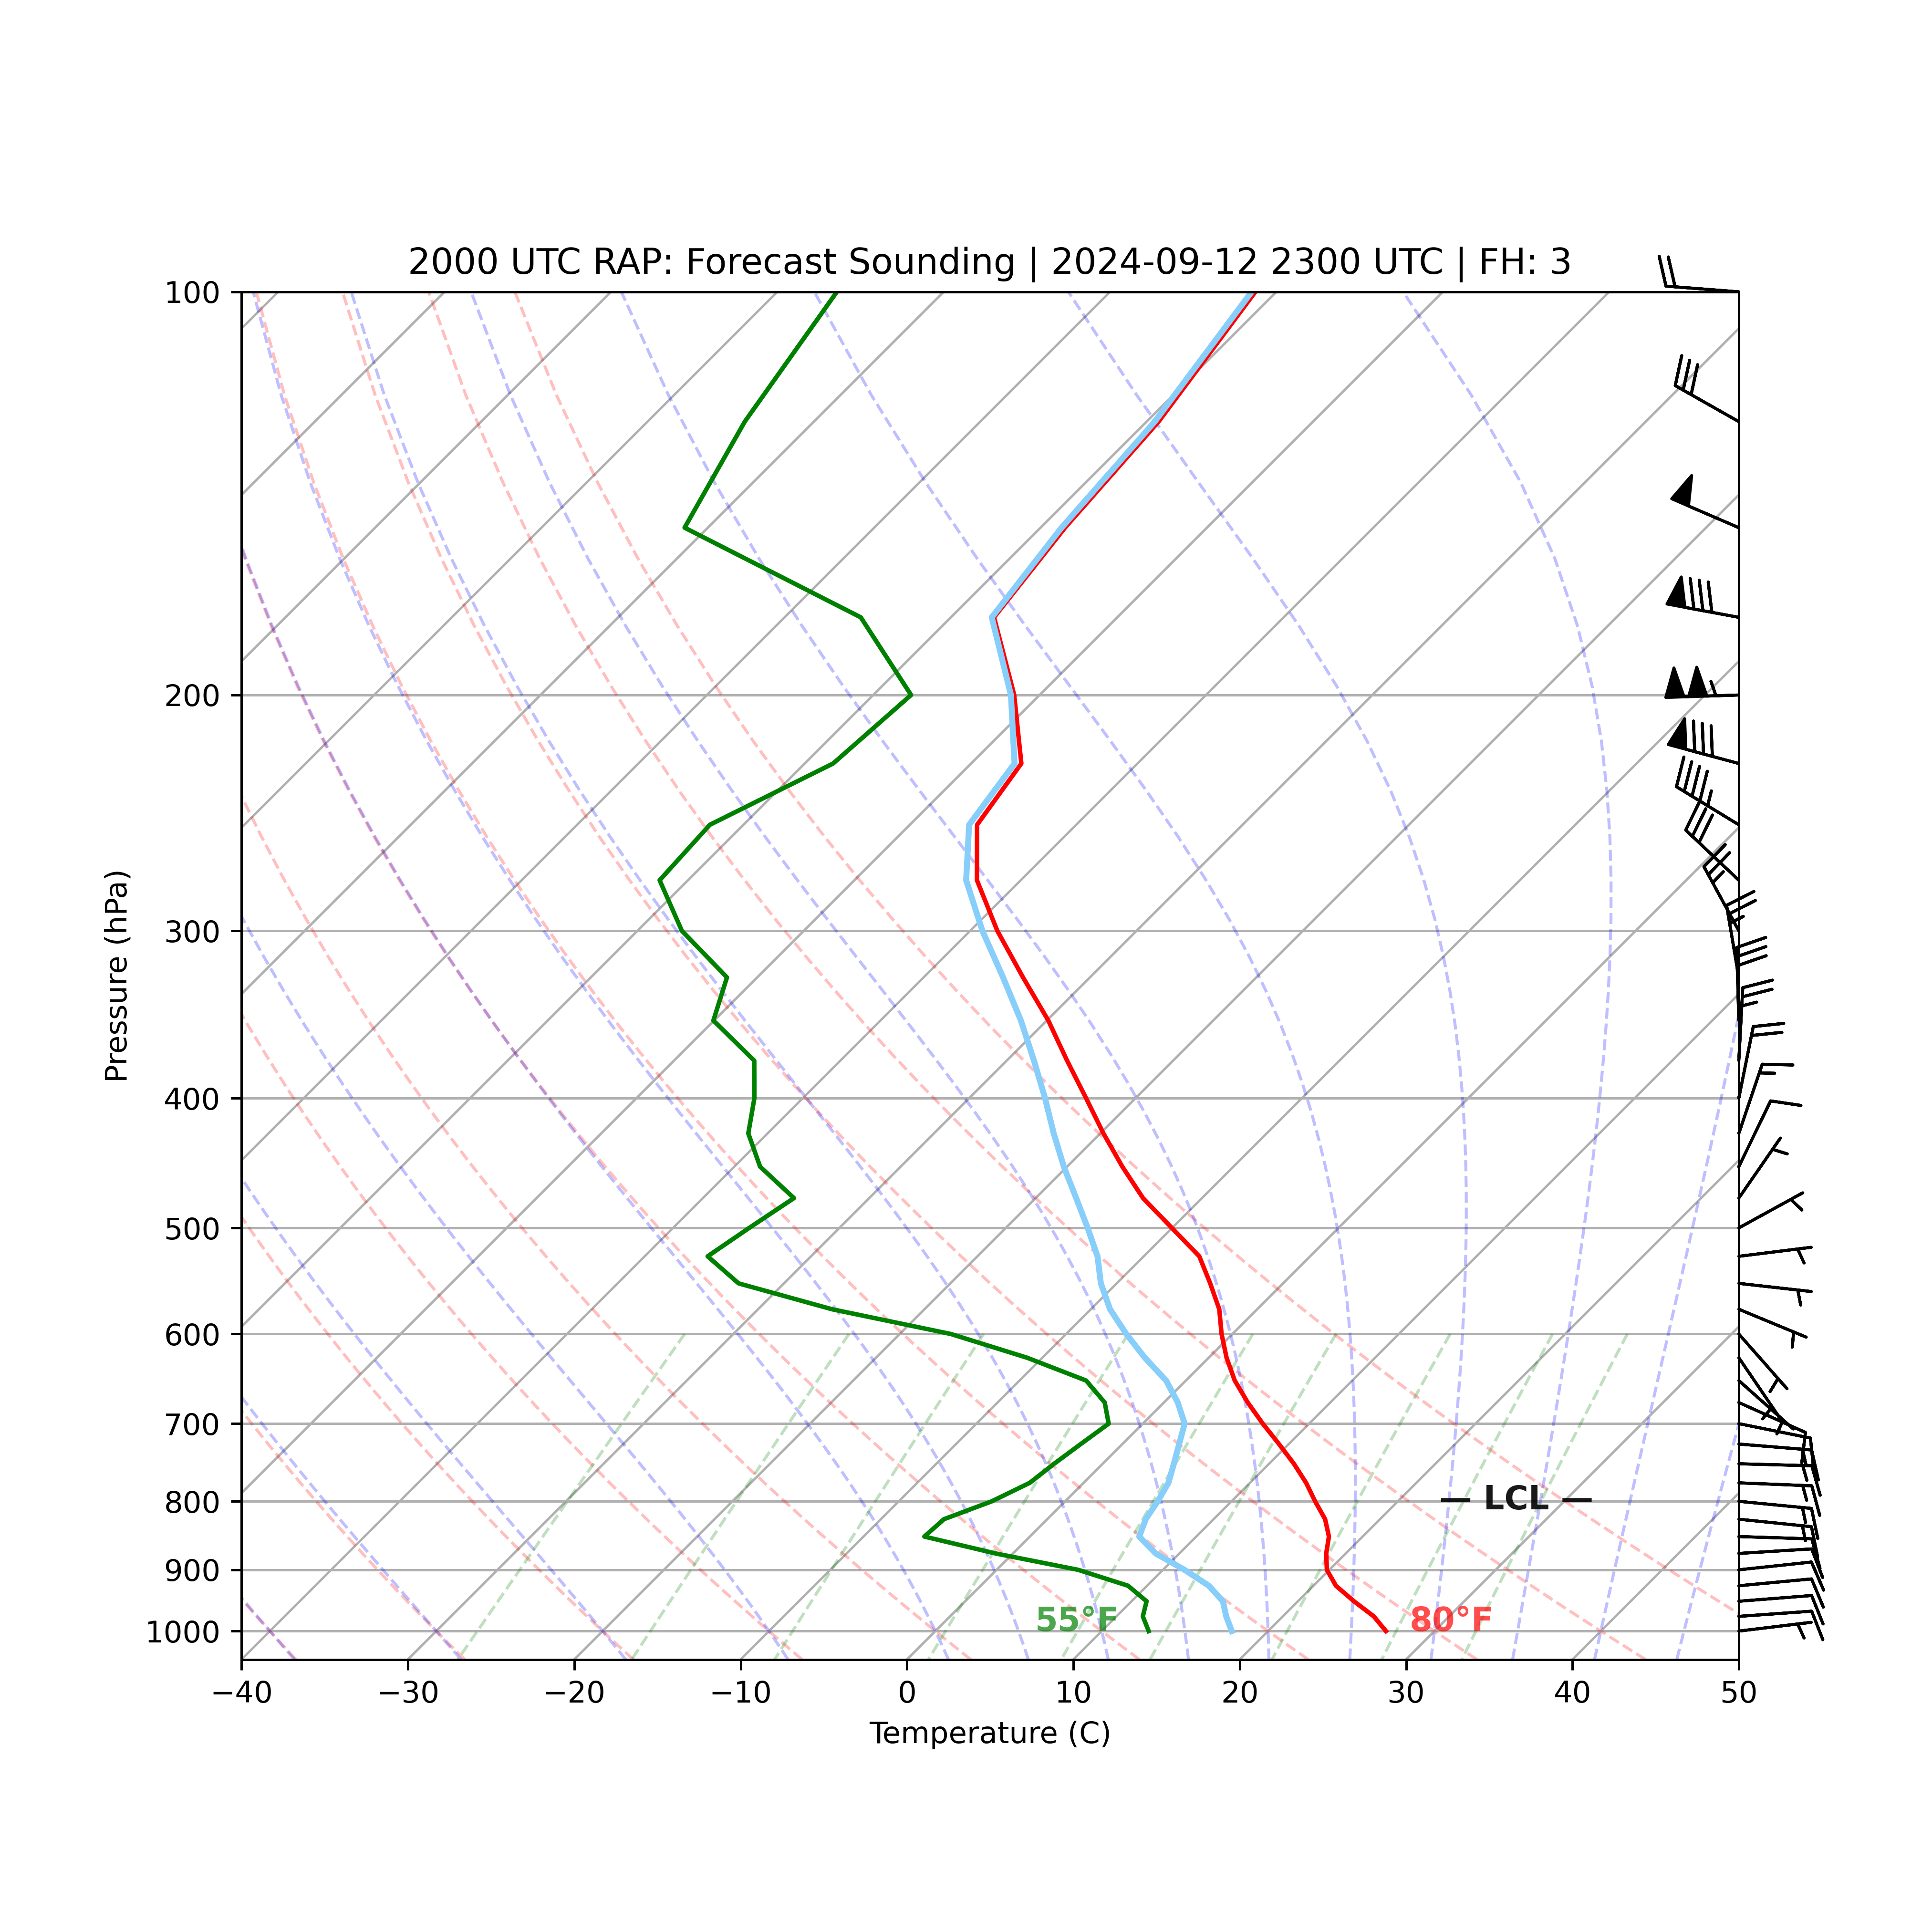 2000 UTC RAP: Forecast Sounding | 2024-09-12 2300 UTC | FH: 3
100
200
300
400
500
600
700
800
900
1000
Pressure (hPa)
LCL
55°F
80°F
−40 −30 −20 −10 0 10 20 30 40 50
Temperature (C)